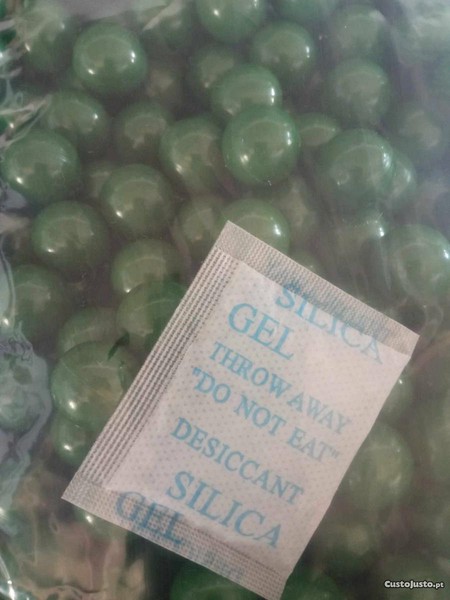 SILICA
GEL
THROW AWAY
"DO NOT EAT"
DESICCANT
SILICA
GEL
CustoJusto.pt